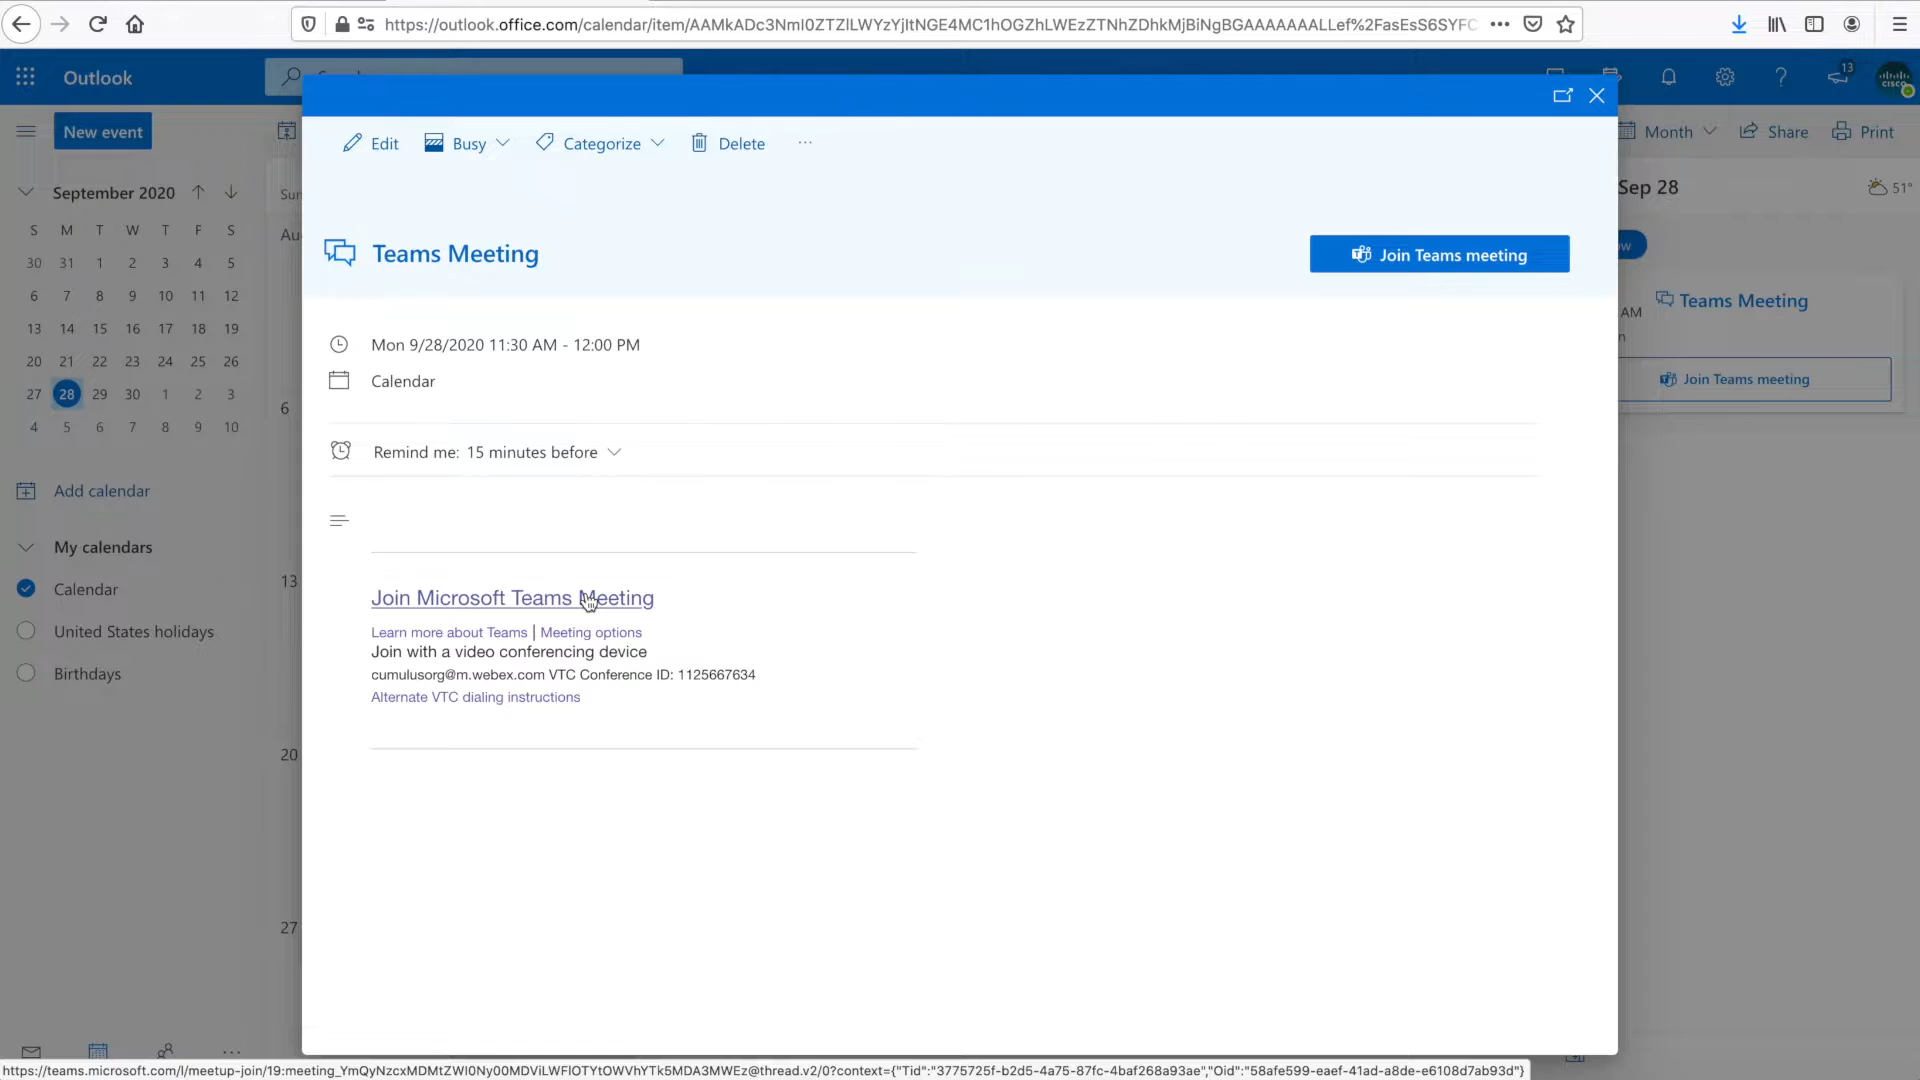 https://outlook.office.com/calendar/item/AAMkADc3NmI0ZTZlLWYzYjItNGE4MC1hOGZhLWEzZTNhZDhkMjBiNgBGAAAAAAALLef%2FasEsS6SYFC
Outlook
13
New event
Month
Share
Print
Edit
Busy
Categorize
Delete
September 2020
Sun
Sep 28
51°
S M T W T F S
30 31 1 2 3 4 5
6 7 8 9 10 11 12
13 14 15 16 17 18 19
20 21 22 23 24 25 26
27 28 29 30 1 2 3
4 5 6 7 8 9 10
Au
6
13
20
27
Teams Meeting
Join Teams meeting
Mon 9/28/2020 11:30 AM - 12:00 PM
Calendar
Remind me: 15 minutes before
Join Microsoft Teams Meeting
Learn more about Teams | Meeting options
Join with a video conferencing device
cumulusorg@m.webex.com VTC Conference ID: 1125667634
Alternate VTC dialing instructions
Teams Meeting
AM
Join Teams meeting
Add calendar
My calendars
Calendar
United States holidays
Birthdays
https://teams.microsoft.com/l/meetup-join/19:meeting_YmQyNzcxMDMtZWI0Ny00MDViLWFlOTYtOWVhYTk5MDA3MWEz@thread.v2/0?context={"Tid":"3775725f-b2d5-4a75-87fc-4baf268a93ae","Oid":"58afe599-eaef-41ad-a8de-e6108d7ab93d"}